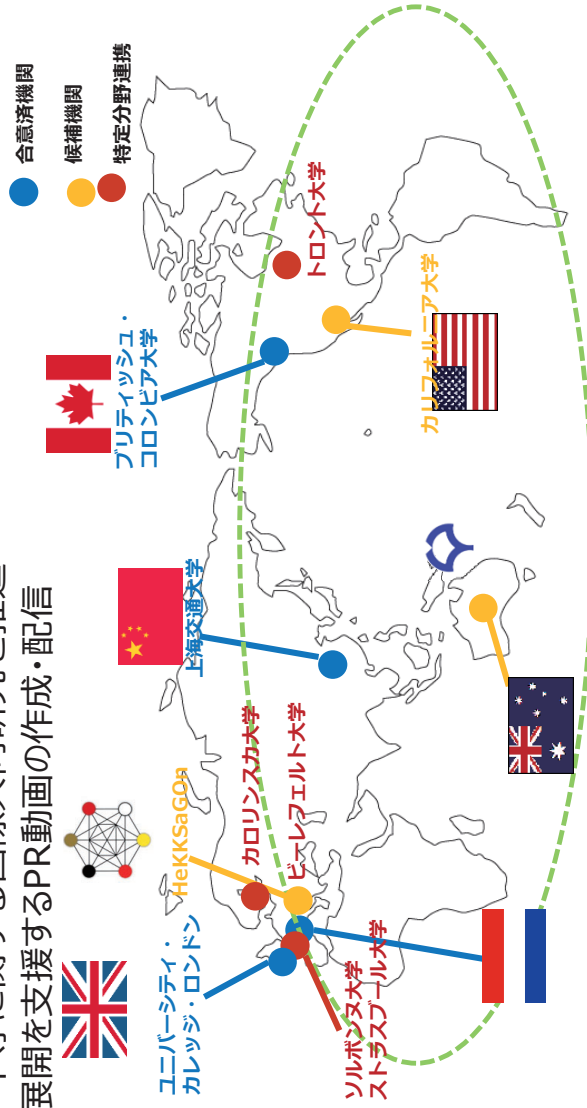 展開を支援するPR動画の作成・配信
合意済機関
候補機関
特定分野連携
ユニバーシティ・
カレッジ・ロンドン
HeKKSaGOn
カロリンスカ大学
ビーレフェルト大学
ソルボンヌ大学
ストラスブール大学
上海交通大学
ブリティッシュ・
コロンビア大学
トロント大学
カリフォルニア大学